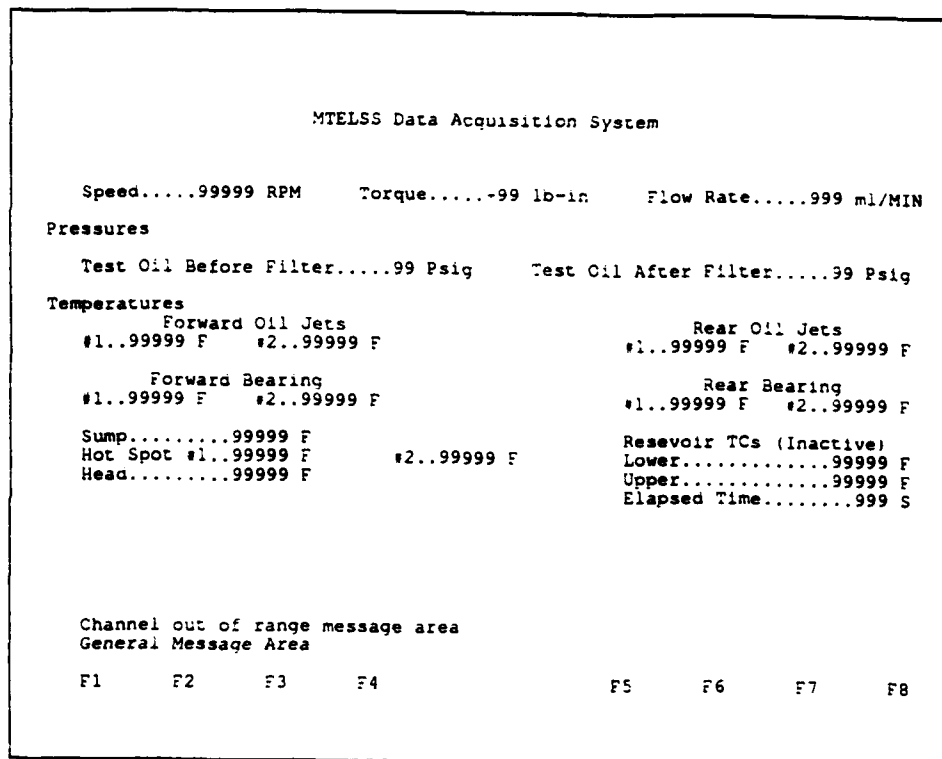 MTELSS Data Acquisition System
Speed.....99999 RPM Torque.....-99 lb-in Flow Rate.....999 ml/MIN
Pressures
Test Oil Before Filter.....99 Psig Test Oil After Filter.....99 Psig
Temperatures
Forward Oil Jets Rear Oil Jets
#1..99999 F #2..99999 F #1..99999 F #2..99999 F
Forward Bearing Rear Bearing
#1..99999 F #2..99999 F #1..99999 F #2..99999 F
Sump.........99999 F Resevoir TCs (Inactive)
Hot Spot #1..99999 F #2..99999 F Lower.............99999 F
Head.........99999 F Upper.............99999 F
Elapsed Time........999 S
Channel out of range message area
General Message Area
F1 F2 F3 F4 F5 F6 F7 F8